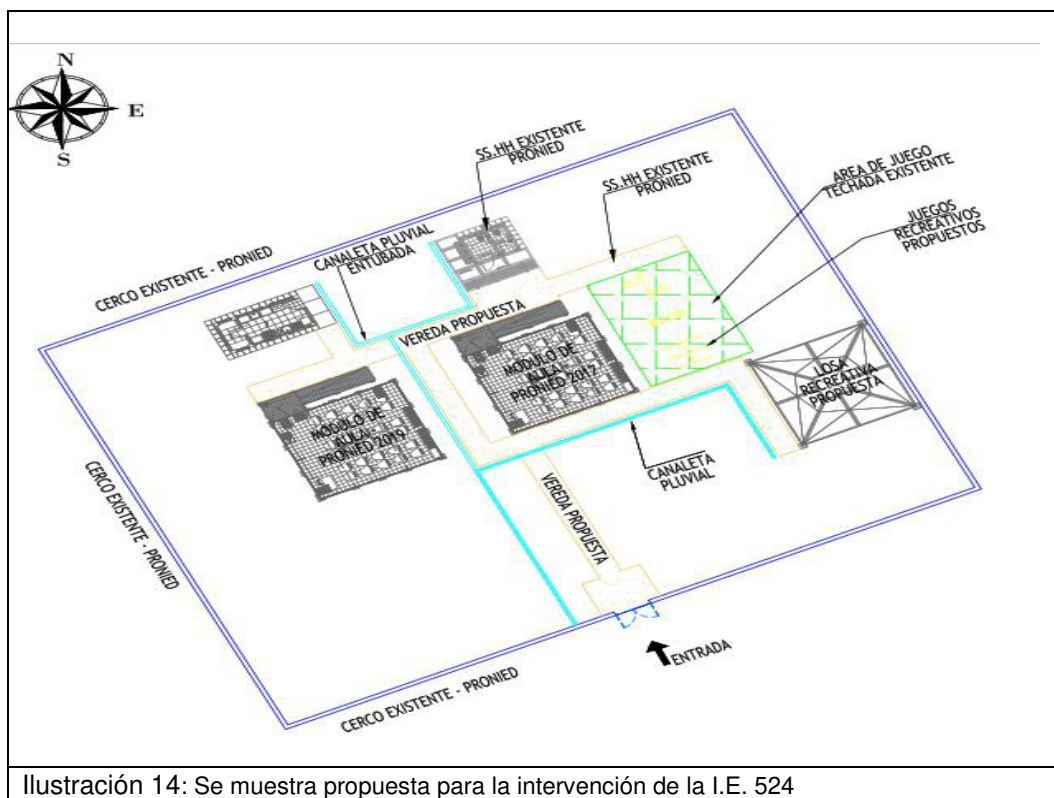 N
E
S
SS.HH EXISTENTE
PRONIED
SS.HH EXISTENTE
PRONIED
AREA DE JUEGO
TECHADA EXISTENTE
JUEGOS
RECREATIVOS
PROPUESTOS
CANALETA PLUVIAL
ENTUBADA
CERCO EXISTENTE - PRONIED
VEREDA PROPUESTA
MODULO DE
AULA
PRONIED 2017
LOSA
RECREATIVA
PROPUESTA
MODULO DE
AULA
PRONIED 2019
CANALETA
PLUVIAL
VEREDA PROPUESTA
CERCO EXISTENTE - PRONIED
ENTRADA
CERCO EXISTENTE - PRONIED
Ilustración 14: Se muestra propuesta para la intervención de la I.E. 524